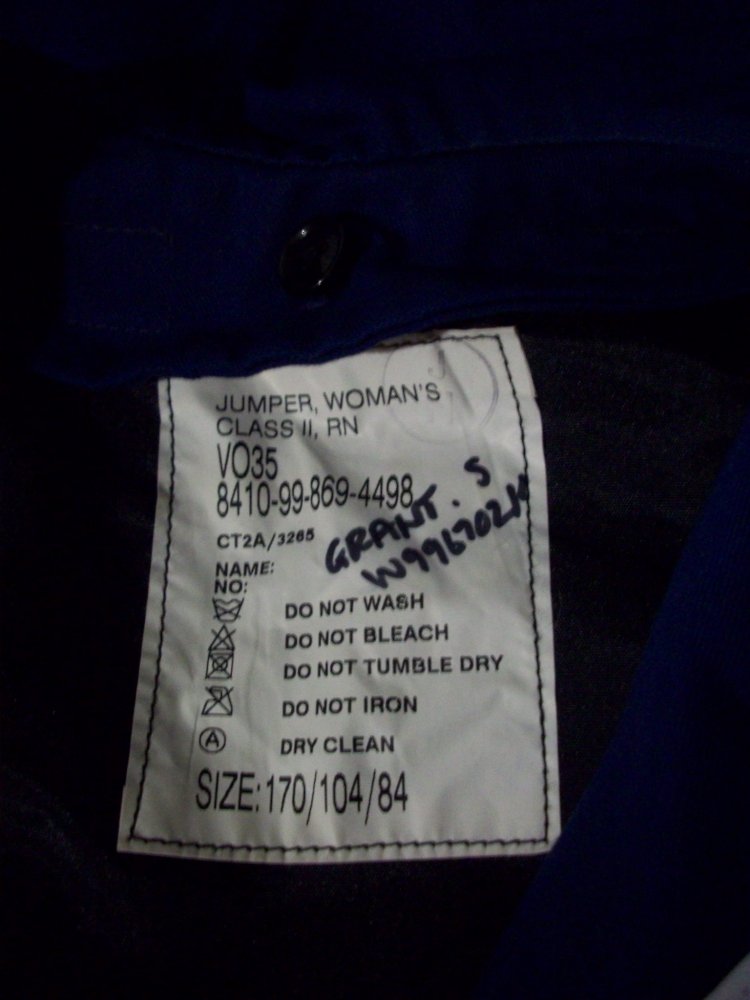 JUMPER, WOMAN'S
CLASS II, RN
VO35
8410-99-869-4498
CT2A/3265
GRANT. S
NAME:
NO:
DO NOT WASH
DO NOT BLEACH
DO NOT TUMBLE DRY
DO NOT IRON
A DRY CLEAN
SIZE: 170/104/84